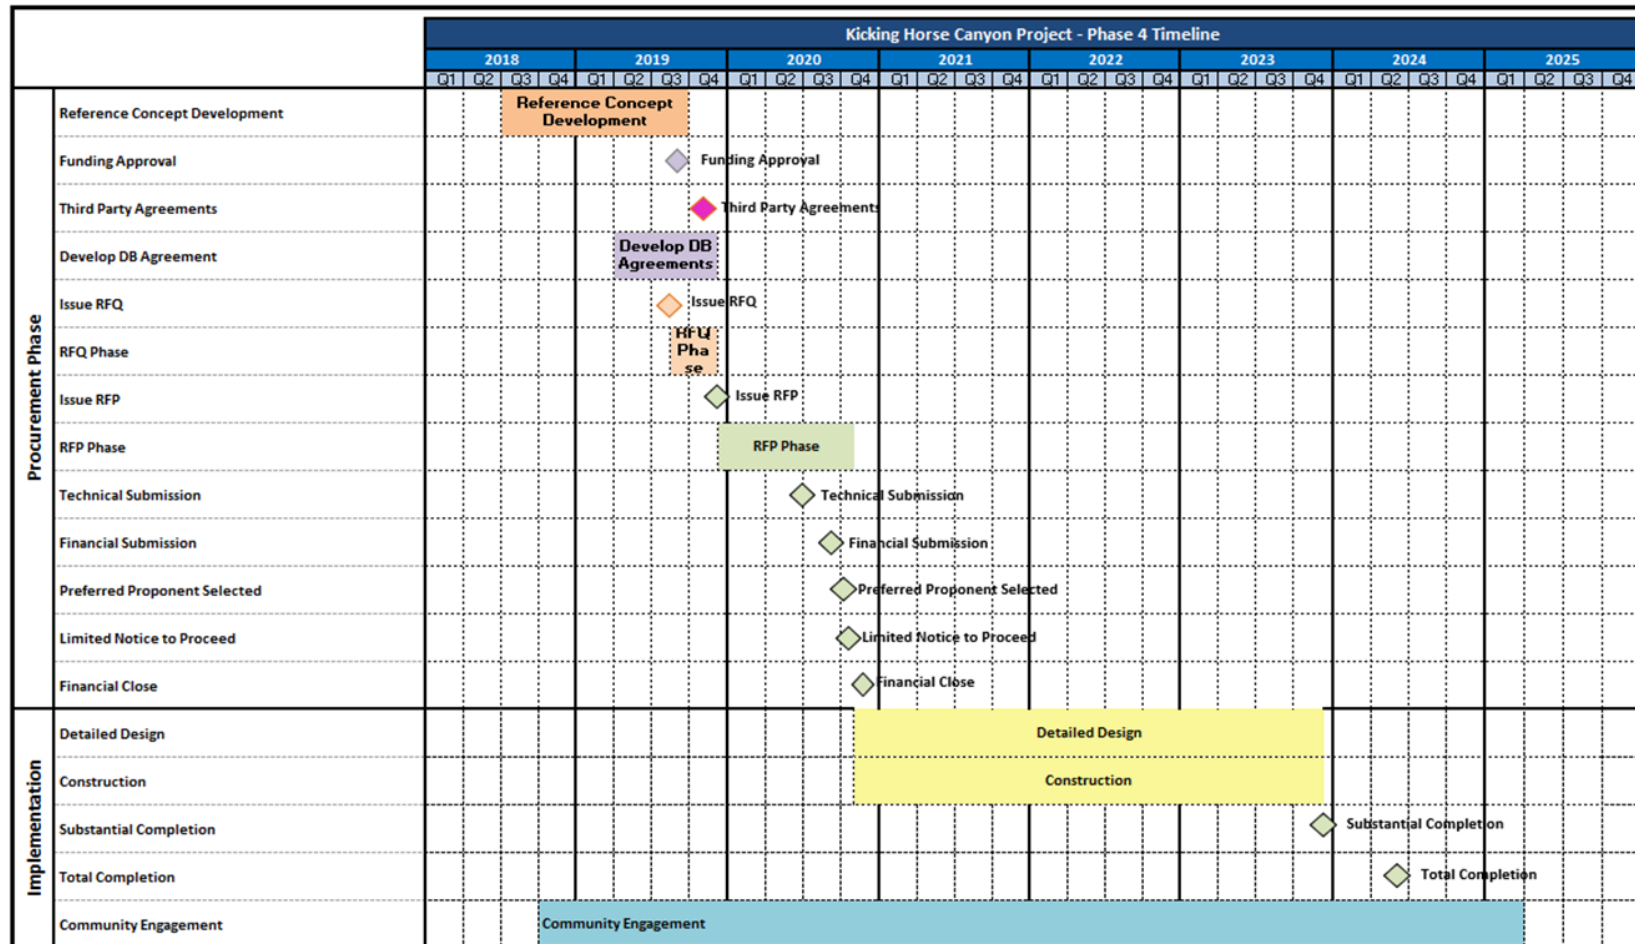 Kicking Horse Canyon Project - Phase 4 Timeline
2018 2019 2020 2021 2022 2023 2024 2025
Q1 Q2 Q3 Q4 Q1 Q2 Q3 Q4 Q1 Q2 Q3 Q4 Q1 Q2 Q3 Q4 Q1 Q2 Q3 Q4 Q1 Q2 Q3 Q4 Q1 Q2 Q3 Q4 Q1 Q2 Q3 Q4
Procurement Phase
Reference Concept Development
Reference Concept
Development
Funding Approval Funding Approval
Third Party Agreements Third Party Agreements
Develop DB Agreement
Develop DB
Agreements
Issue RFQ Issue RFQ
RFQ Phase
RFQ
Pha
se
Issue RFP Issue RFP
RFP Phase RFP Phase
Technical Submission Technical Submission
Financial Submission Financial Submission
Preferred Proponent Selected Preferred Proponent Selected
Limited Notice to Proceed Limited Notice to Proceed
Financial Close Financial Close
Implementation
Detailed Design Detailed Design
Construction Construction
Substantial Completion Substantial Completion
Total Completion Total Completion
Community Engagement Community Engagement